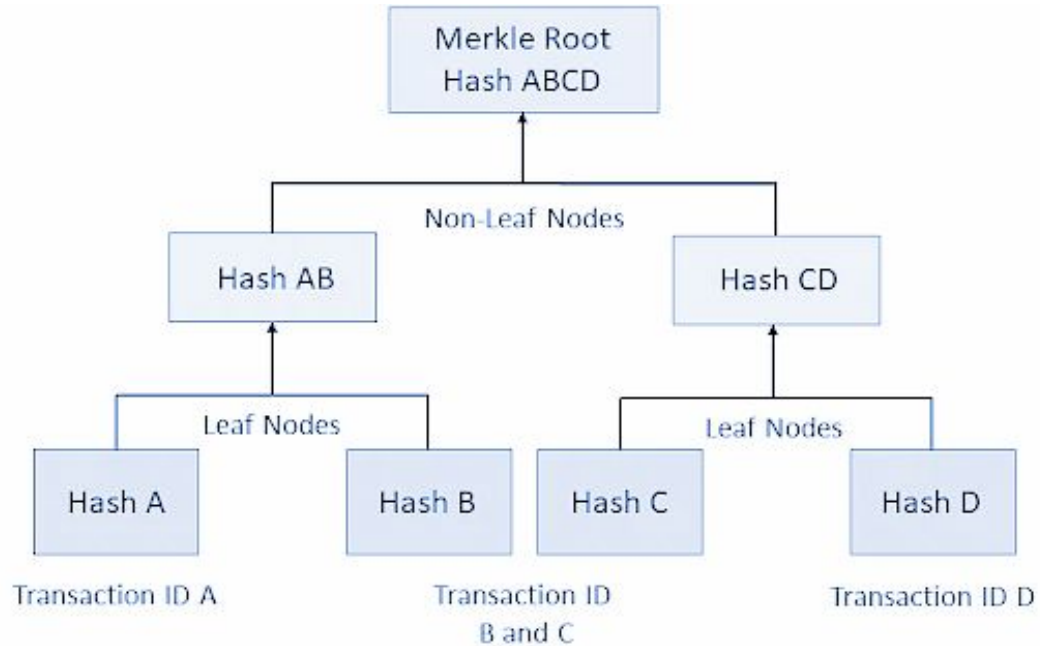 Merkle Root
Hash ABCD
Non-Leaf Nodes
Hash AB
Hash CD
Leaf Nodes
Leaf Nodes
Hash A
Hash B
Hash C
Hash D
Transaction ID A
Transaction ID
B and C
Transaction ID D